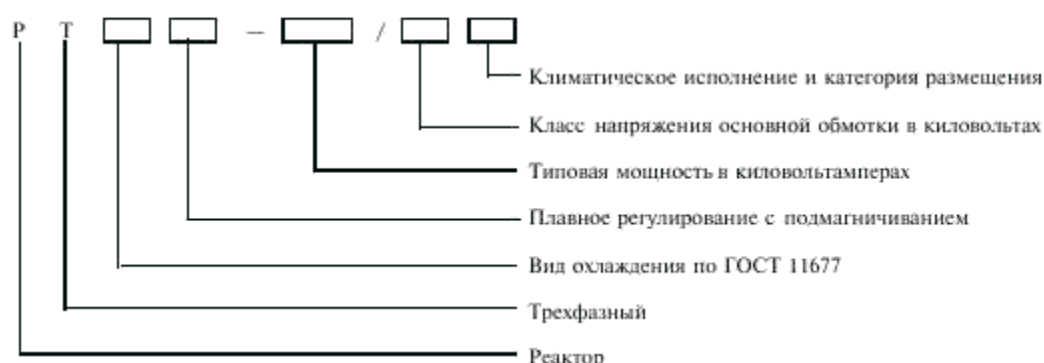 Р Т – /
Климатическое исполнение и категория размещения
Класс напряжения основной обмотки в киловольтах
Типовая мощность в киловольтамперах
Плавное регулирование с подмагничиванием
Вид охлаждения по ГОСТ 11677
Трехфазный
Реактор